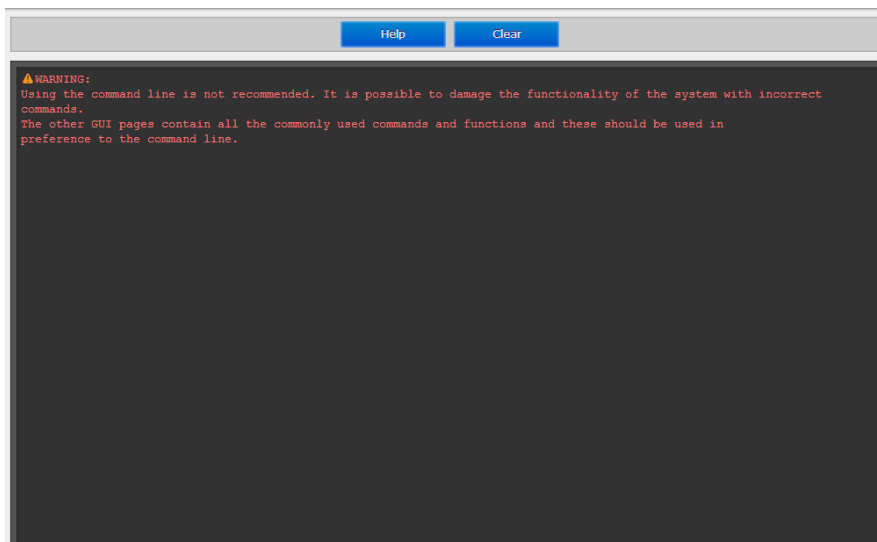 Help Clear
WARNING:
Using the command line is not recommended. It is possible to damage the functionality of the system with incorrect
commands.
The other GUI pages contain all the commonly used commands and functions and these should be used in
preference to the command line.